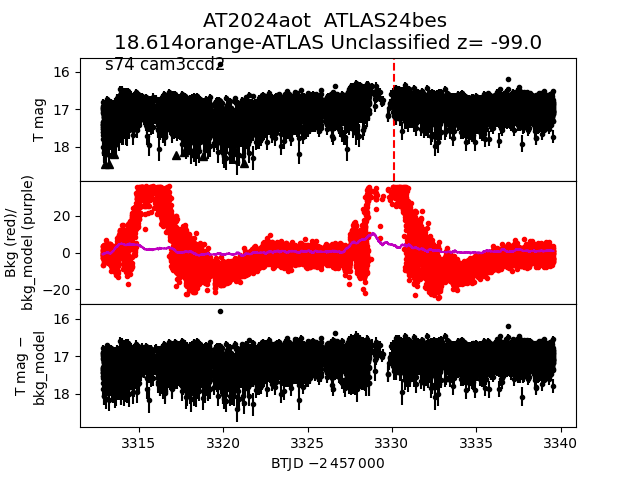 AT2024aot  ATLAS24bes
18.614orange-ATLAS Unclassified z= -99.0
s74 cam3ccd2
16
17
18
T mag
20
0
−20
Bkg (red)/
bkg_model (purple)
16
17
18
T mag −
bkg_model
3315 3320 3325 3330 3335 3340
BTJD −2 457 000